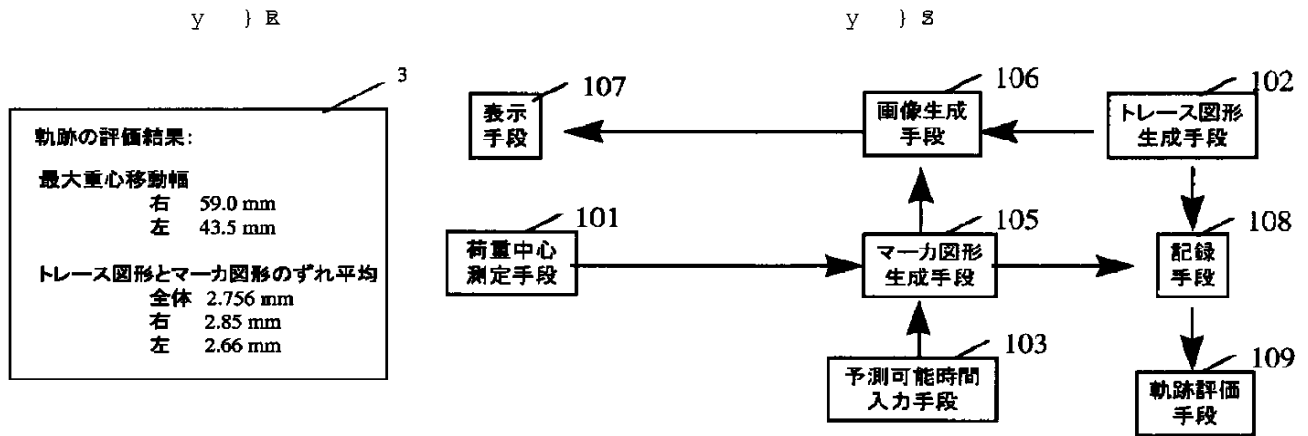 y } R
3
軌跡の評価結果:
最大重心移動幅
右 59.0 mm
左 43.5 mm
トレース図形とマーカ図形のずれ平均
全体 2.756 mm
右 2.85 mm
左 2.66 mm
y } S
107
表示
手段
106
画像生成
手段
102
トレース図形
生成手段
101
荷重中心
測定手段
105
マーカ図形
生成手段
108
記録
手段
103
予測可能時間
入力手段
109
軌跡評価
手段